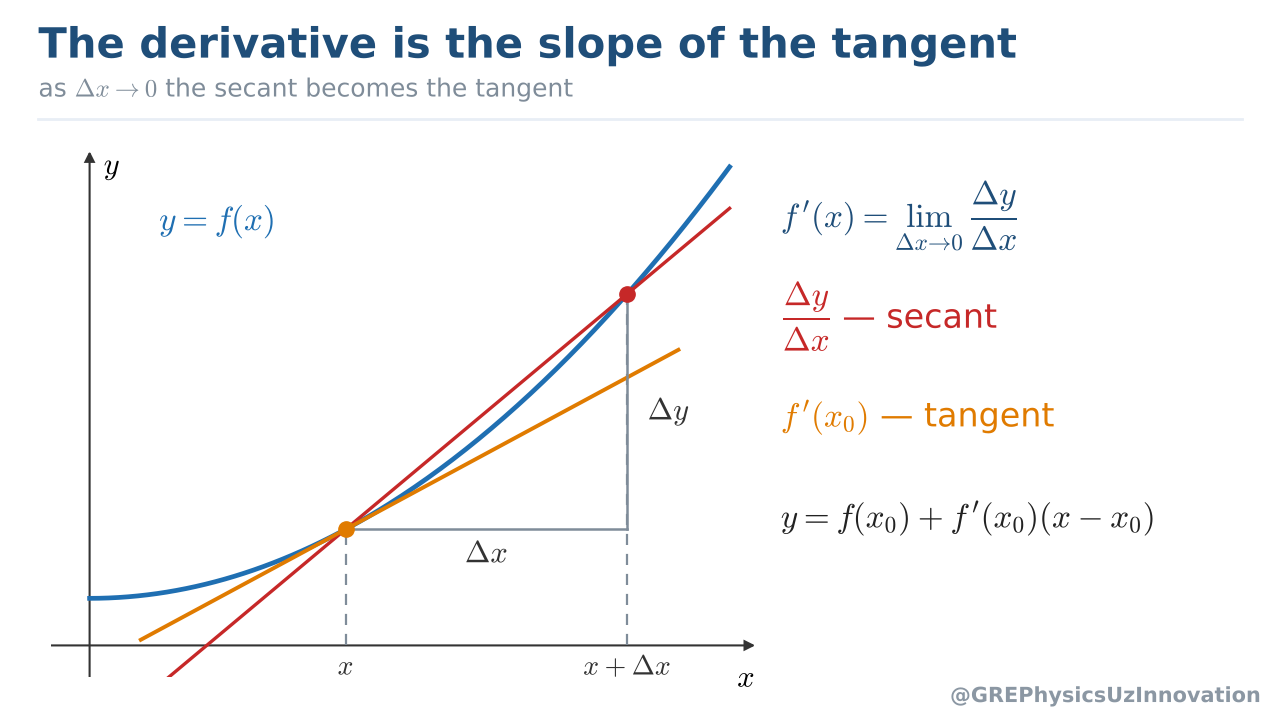 The derivative is the slope of the tangent
as Δx → 0 the secant becomes the tangent
y
y = f(x)
f′(x) = lim Δx→0 Δy/Δx
Δy/Δx — secant
f′(x₀) — tangent
y = f(x₀) + f′(x₀)(x − x₀)
Δy
Δx
x
x + Δx
x
@GREPhysicsUzInnovation